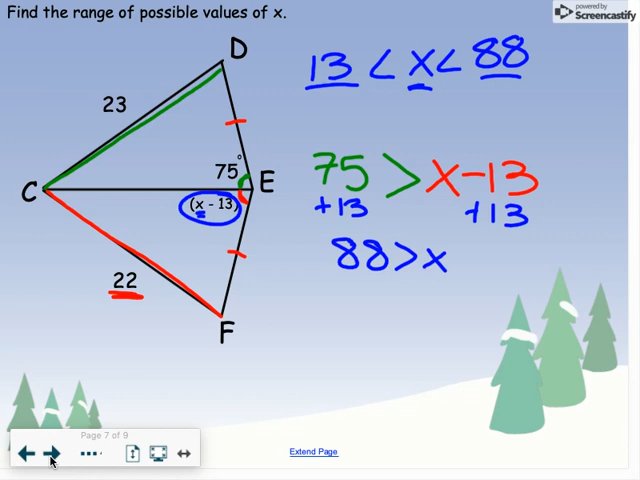 Find the range of possible values of x.
powered by
Screencastify
D
13 < x < 88
23
75°
C
E
(x - 13)
75 > x-13
+13 +13
88 > x
22
F
Page 7 of 9
Extend Page